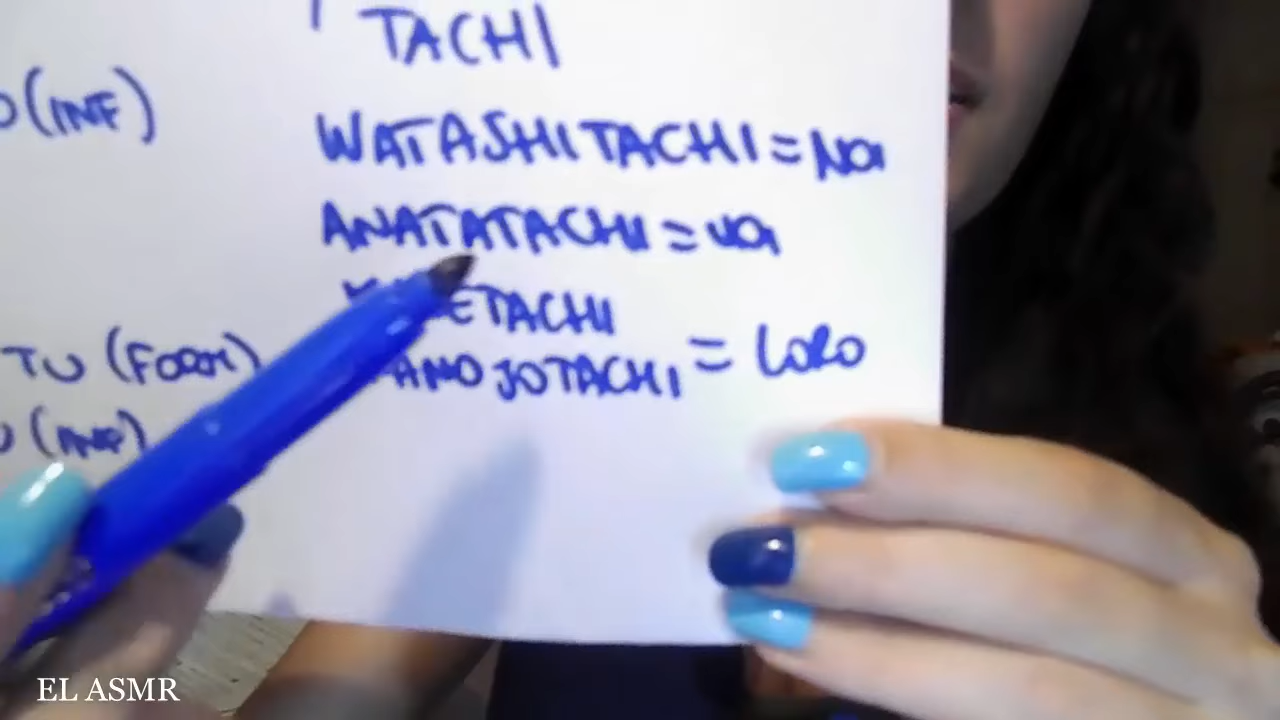 TACHI
(INF)
WATASHITACHI = NOI
ANATATACHI = VOI
ETACHI
TU (FORM)
ANOJOTACHI = LORO
(INF)
EL ASMR